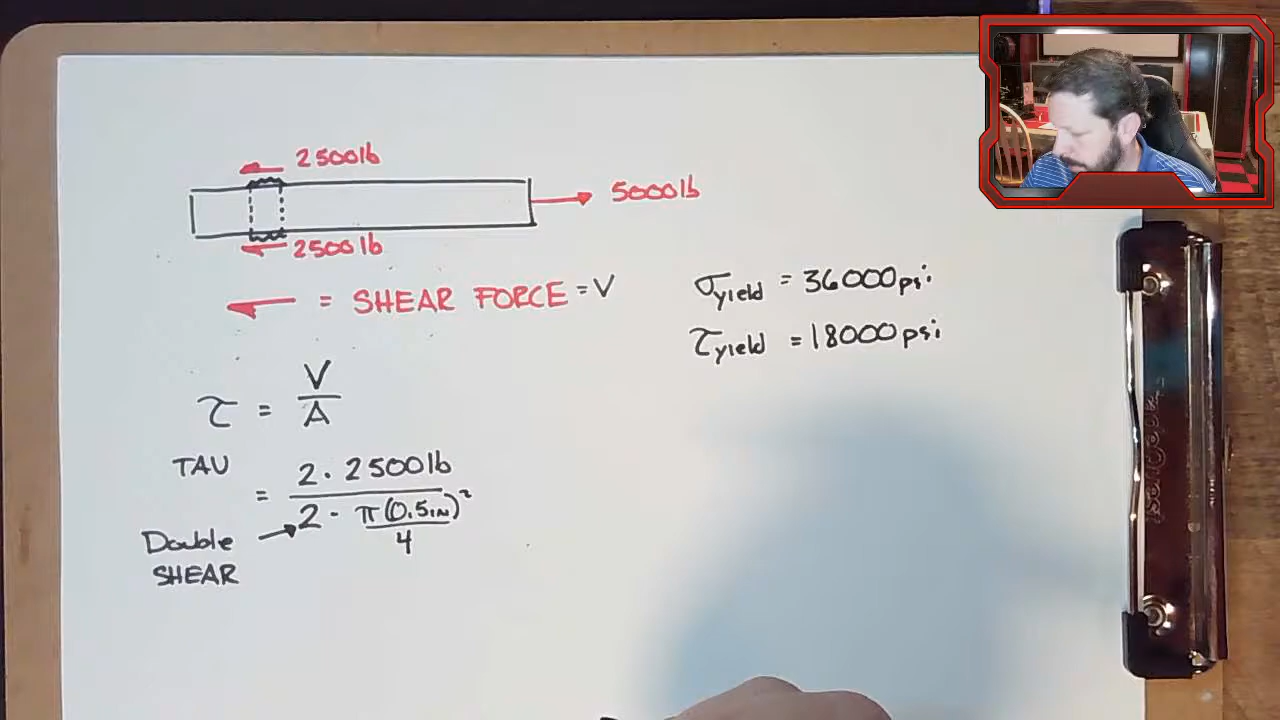 2500lb
5000lb
2500lb
= SHEAR FORCE = V
σyield = 36000psi
τyield = 18000psi
τ = V/A
TAU
= 2 · 2500lb / 2 · π(0.5in)²/4
Double
SHEAR